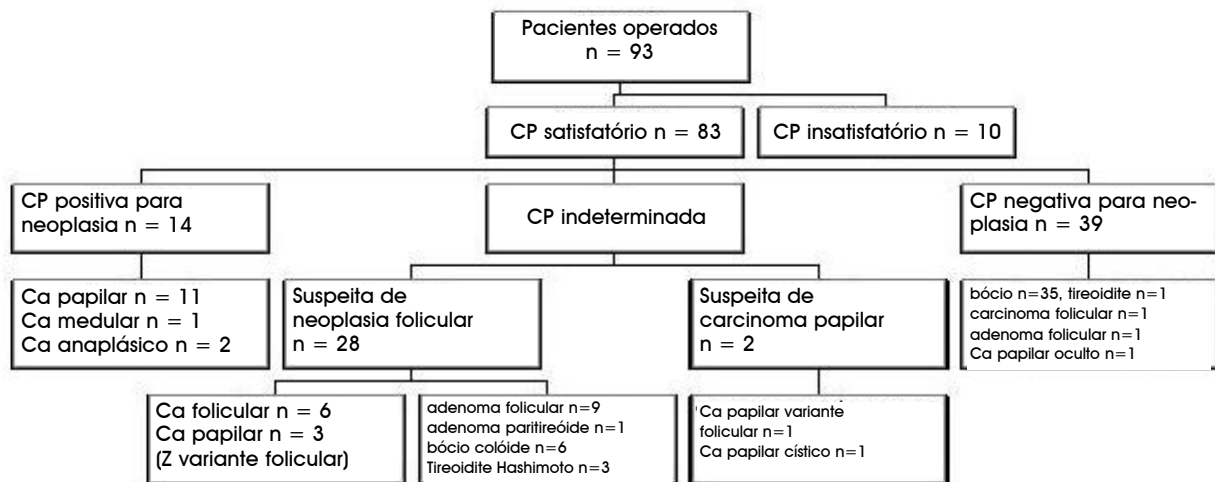 Pacientes operados
n = 93
CP satisfatório n = 83
CP insatisfatório n = 10
CP positiva para
neoplasia n = 14
CP indeterminada
CP negativa para neo-
plasia n = 39
Ca papilar n = 11
Ca medular n = 1
Ca anaplásico n = 2
Suspeita de
neoplasia folicular
n = 28
Suspeita de
carcinoma papilar
n = 2
bócio n=35, tireoidite n=1
carcinoma folicular n=1
adenoma folicular n=1
Ca papilar oculto n=1
Ca folicular n = 6
Ca papilar n = 3
(Z variante folicular)
adenoma folicular n=9
adenoma paritireóide n=1
bócio colóide n=6
Tireoidite Hashimoto n=3
Ca papilar variante
folicular n=1
Ca papilar cístico n=1